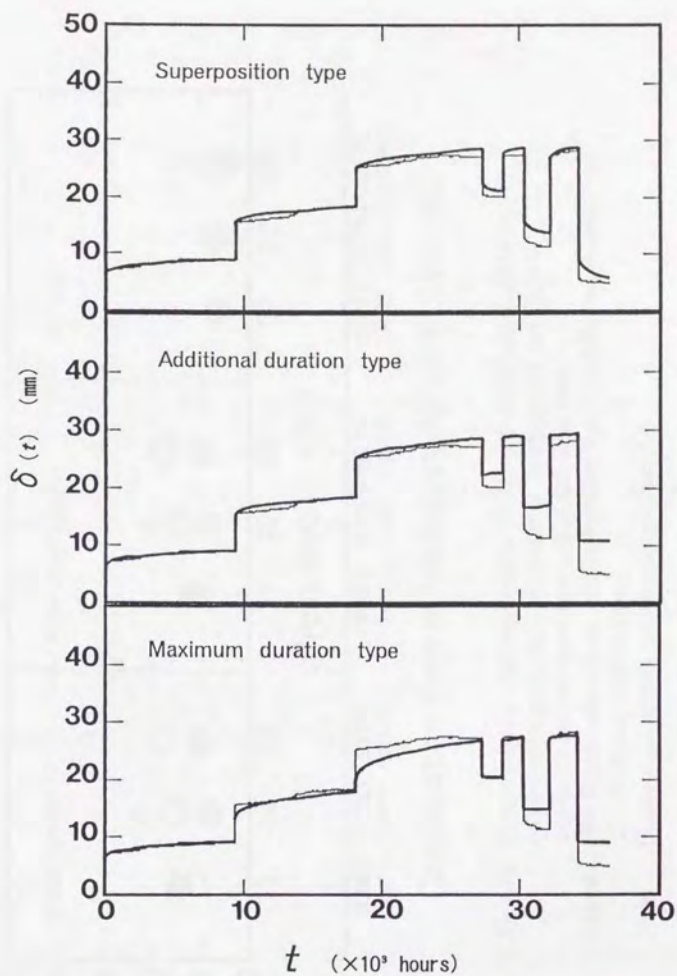 50
Superposition type
40
30
20
10
0
Additional duration type
40
30
20
10
0
Maximum duration type
40
30
20
10
0
0 10 20 30 40
δ (t) (㎜)
t (×10³ hours)